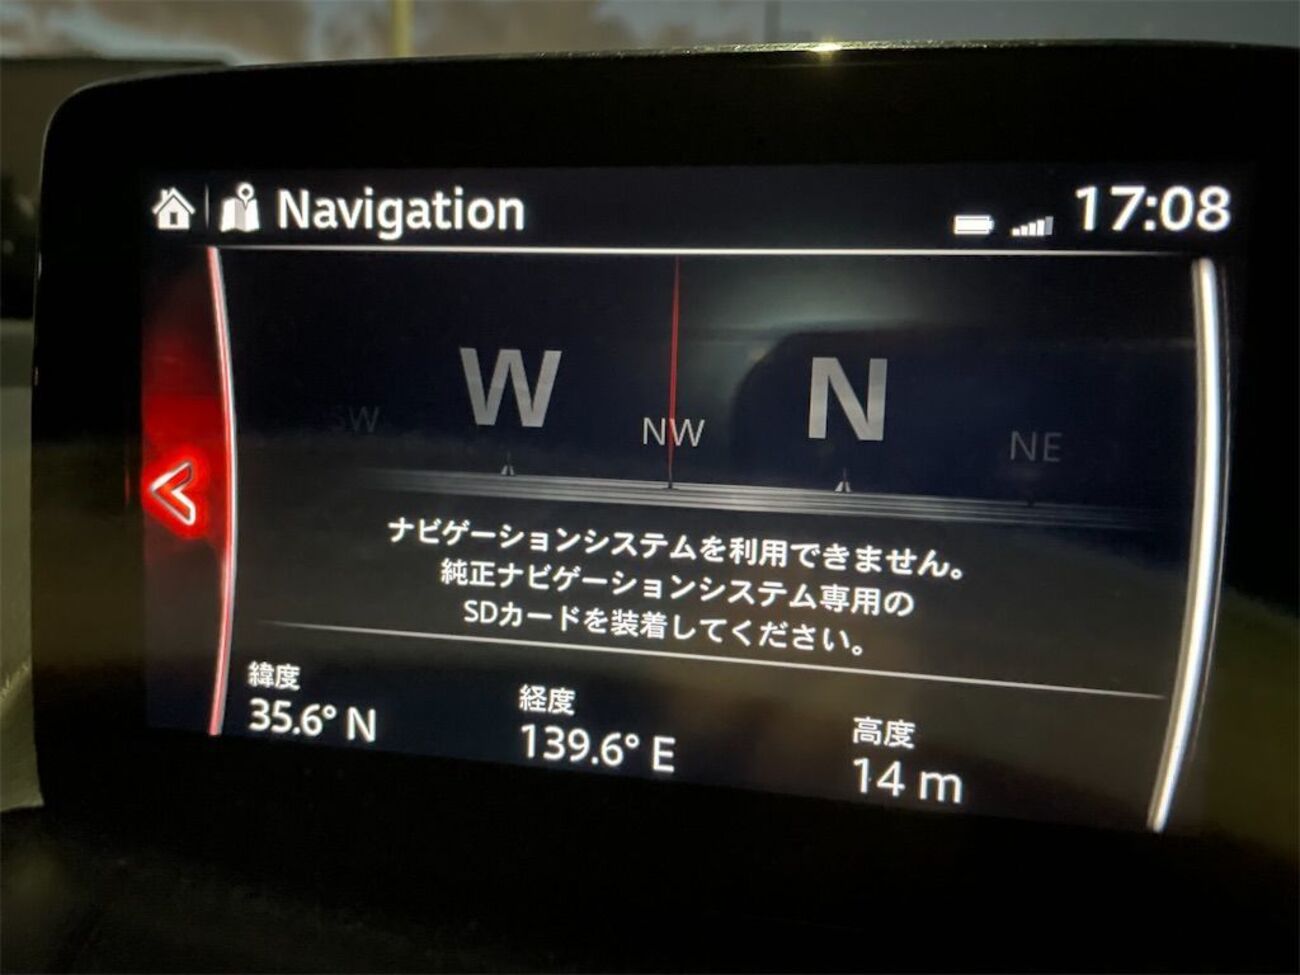 Navigation
17:08
SW
W
NW
N
NE
ナビゲーションシステムを利用できません。
純正ナビゲーションシステム専用の
SDカードを装着してください。
緯度
35.6° N
経度
139.6° E
高度
14 m